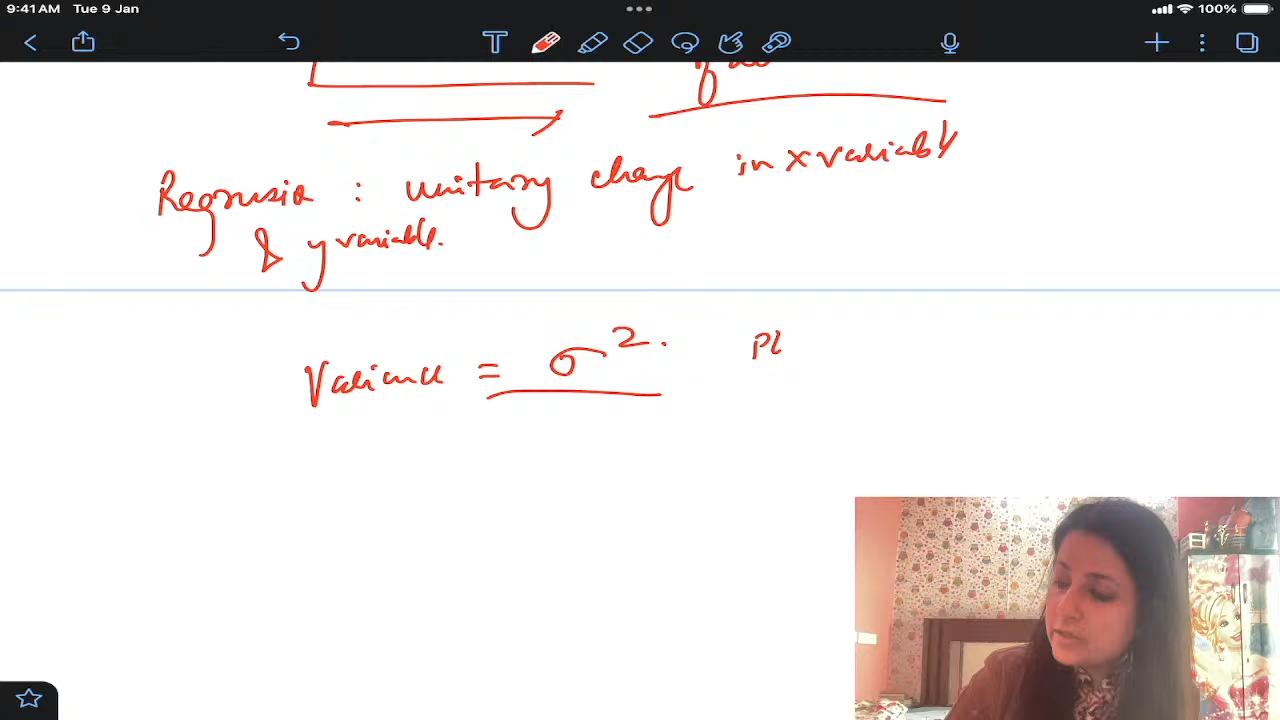 9:41 AM Tue 9 Jan
100%
T
Regression : unitary change in x variable
& y variable.
Variance = σ². PL